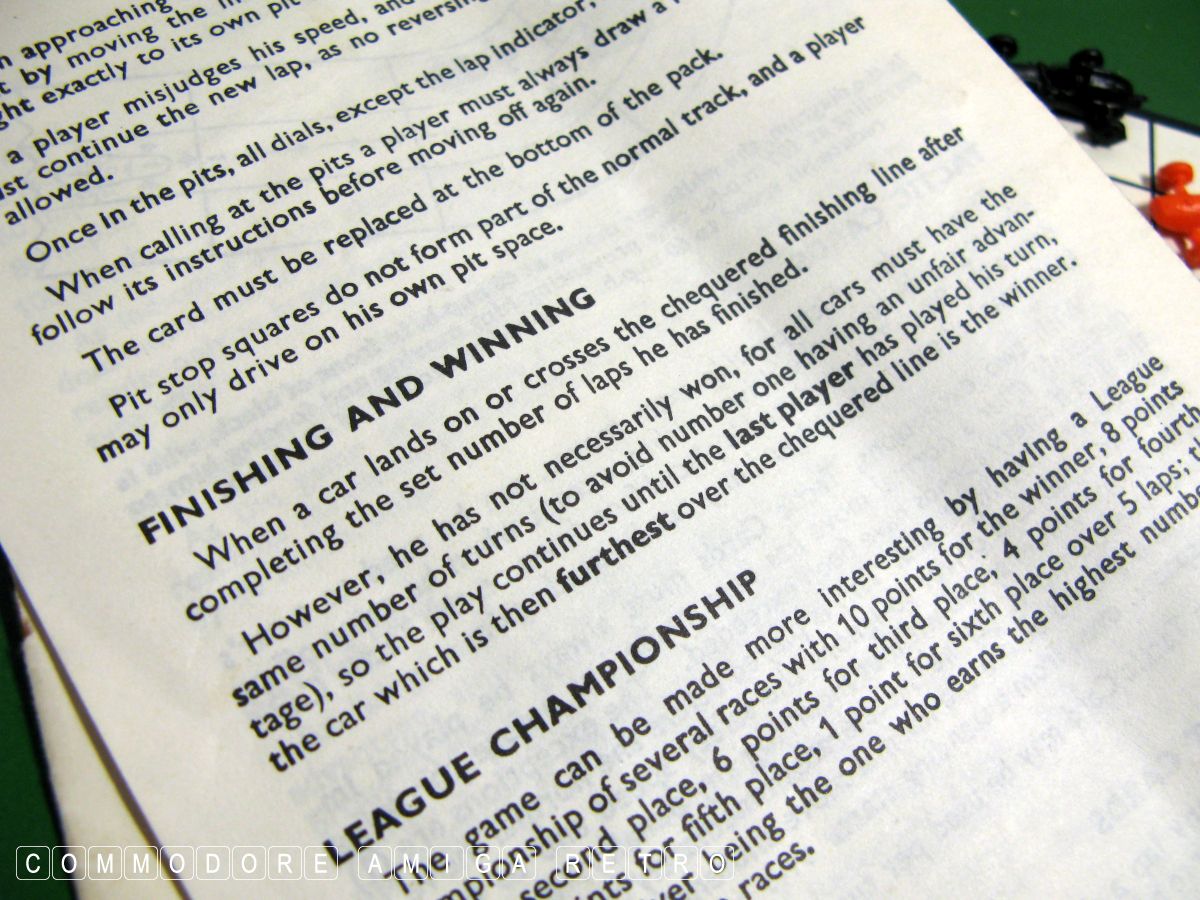 approaching
by moving the
exactly to its own pit
a player misjudges his speed, and
continue the new lap, as no reversing
allowed.
Once in the pits, all dials, except the lap indicator,
When calling at the pits a player must always draw a
follow its instructions before moving off again.
The card must be replaced at the bottom of the pack.
Pit stop squares do not form part of the normal track, and a player
may only drive on his own pit space.
FINISHING AND WINNING
When a car lands on or crosses the chequered finishing line after
completing the set number of laps he has finished.
However, he has not necessarily won, for all cars must have the
same number of turns (to avoid number one having an unfair advan-
tage), so the play continues until the last player has played his turn,
the car which is then furthest over the chequered line is the winner.
LEAGUE CHAMPIONSHIP
The game can be made more interesting by having a League
mpionship of several races with 10 points for the winner, 8 points
second place, 6 points for third place, 4 points for fourth
ints for fifth place, 1 point for sixth place over 5 laps;
being the one who earns the highest numbe
races.
COMMODORE AMIGA RETRO